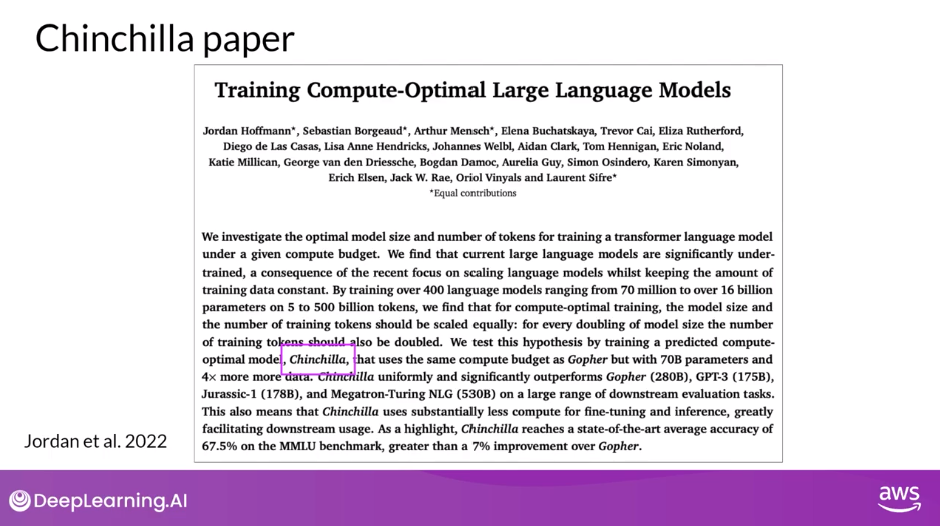 Chinchilla paper
Training Compute-Optimal Large Language Models
Jordan Hoffmann*, Sebastian Borgeaud*, Arthur Mensch*, Elena Buchatskaya, Trevor Cai, Eliza Rutherford,
Diego de Las Casas, Lisa Anne Hendricks, Johannes Welbl, Aidan Clark, Tom Hennigan, Eric Noland,
Katie Millican, George van den Driessche, Bogdan Damoc, Aurelia Guy, Simon Osindero, Karen Simonyan,
Erich Elsen, Jack W. Rae, Oriol Vinyals and Laurent Sifre*
*Equal contributions
We investigate the optimal model size and number of tokens for training a transformer language model
under a given compute budget. We find that current large language models are significantly under-
trained, a consequence of the recent focus on scaling language models whilst keeping the amount of
training data constant. By training over 400 language models ranging from 70 million to over 16 billion
parameters on 5 to 500 billion tokens, we find that for compute-optimal training, the model size and
the number of training tokens should be scaled equally: for every doubling of model size the number
of training tokens should also be doubled. We test this hypothesis by training a predicted compute-
optimal model, Chinchilla, that uses the same compute budget as Gopher but with 70B parameters and
4× more more data. Chinchilla uniformly and significantly outperforms Gopher (280B), GPT-3 (175B),
Jurassic-1 (178B), and Megatron-Turing NLG (530B) on a large range of downstream evaluation tasks.
This also means that Chinchilla uses substantially less compute for fine-tuning and inference, greatly
facilitating downstream usage. As a highlight, Chinchilla reaches a state-of-the-art average accuracy of
67.5% on the MMLU benchmark, greater than a 7% improvement over Gopher.
Jordan et al. 2022
DeepLearning.AI
aws